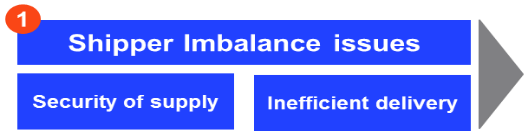 1
Shipper Imbalance issues
Security of supply
Inefficient delivery